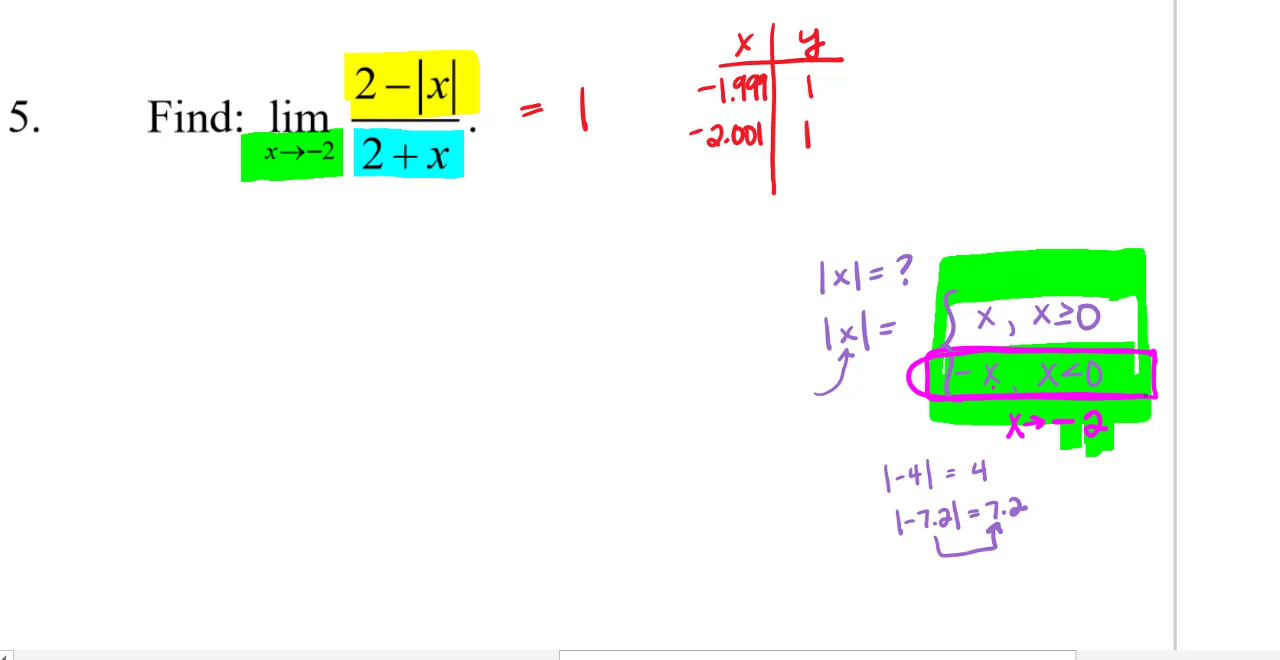 5. Find: lim x→−2 (2 − |x|)/(2 + x). = 1
x | y
-1.999 | 1
-2.001 | 1
|x| = ?
|x| = { x, x ≥ 0
-x, x < 0
x → -2
|-4| = 4
|-7.2| = 7.2